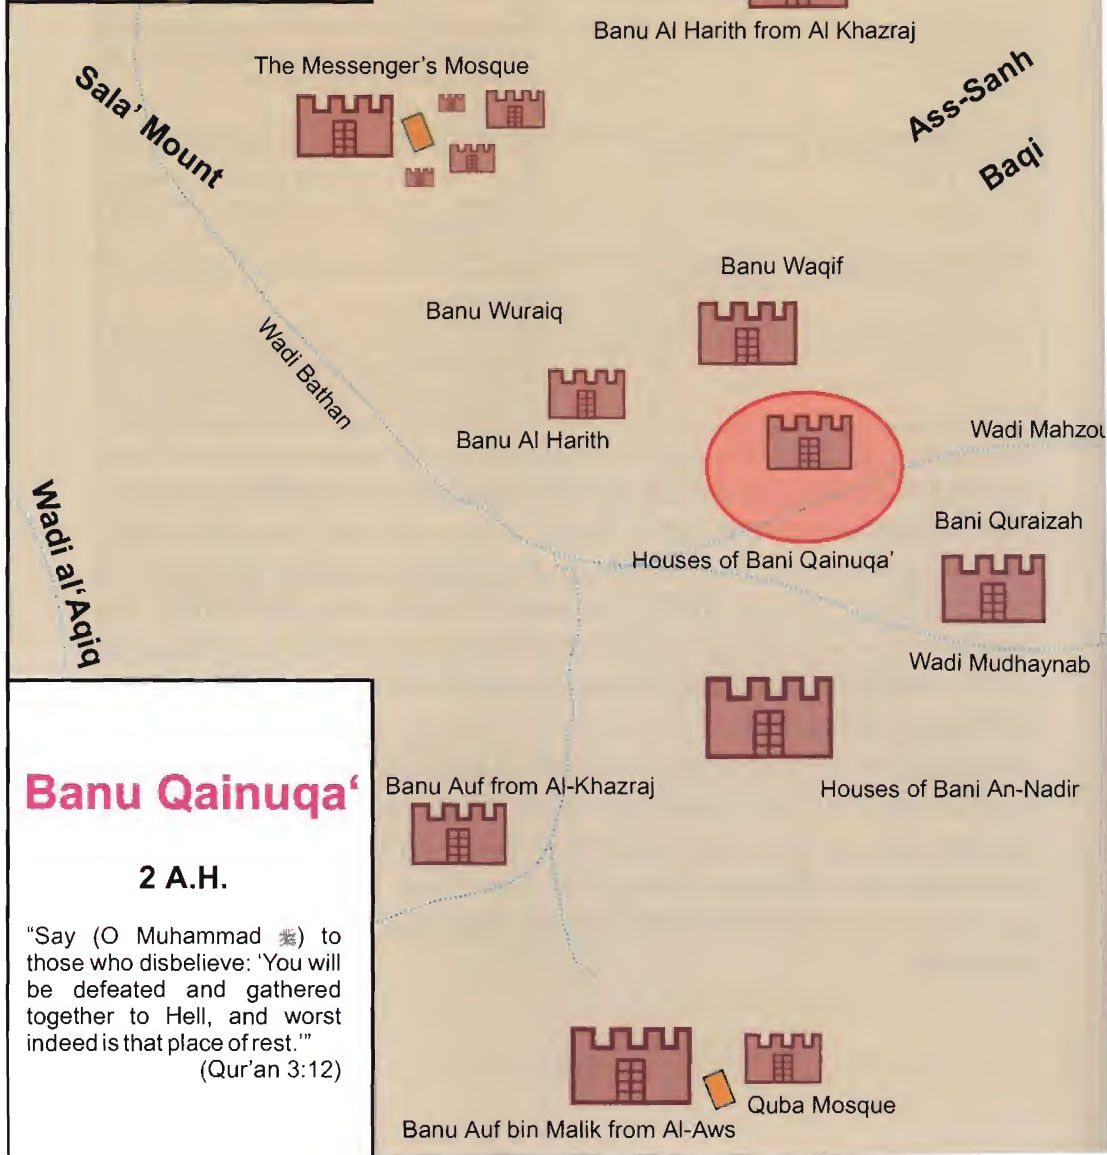 Banu Al Harith from Al Khazraj
The Messenger's Mosque
Sala' Mount
Ass-Sanh
Baqi
Banu Waqif
Banu Wuraiq
Wadi Bathan
Banu Al Harith
Wadi Mahzou
Wadi al‘Aqiq
Bani Quraizah
Houses of Bani Qainuqa'
Wadi Mudhaynab
Banu Auf from Al-Khazraj
Houses of Bani An-Nadir
Banu Qainuqa‘
2 A.H.
"Say (O Muhammad ﷺ) to
those who disbelieve: 'You will
be defeated and gathered
together to Hell, and worst
indeed is that place of rest.'"
(Qur'an 3:12)
Quba Mosque
Banu Auf bin Malik from Al-Aws